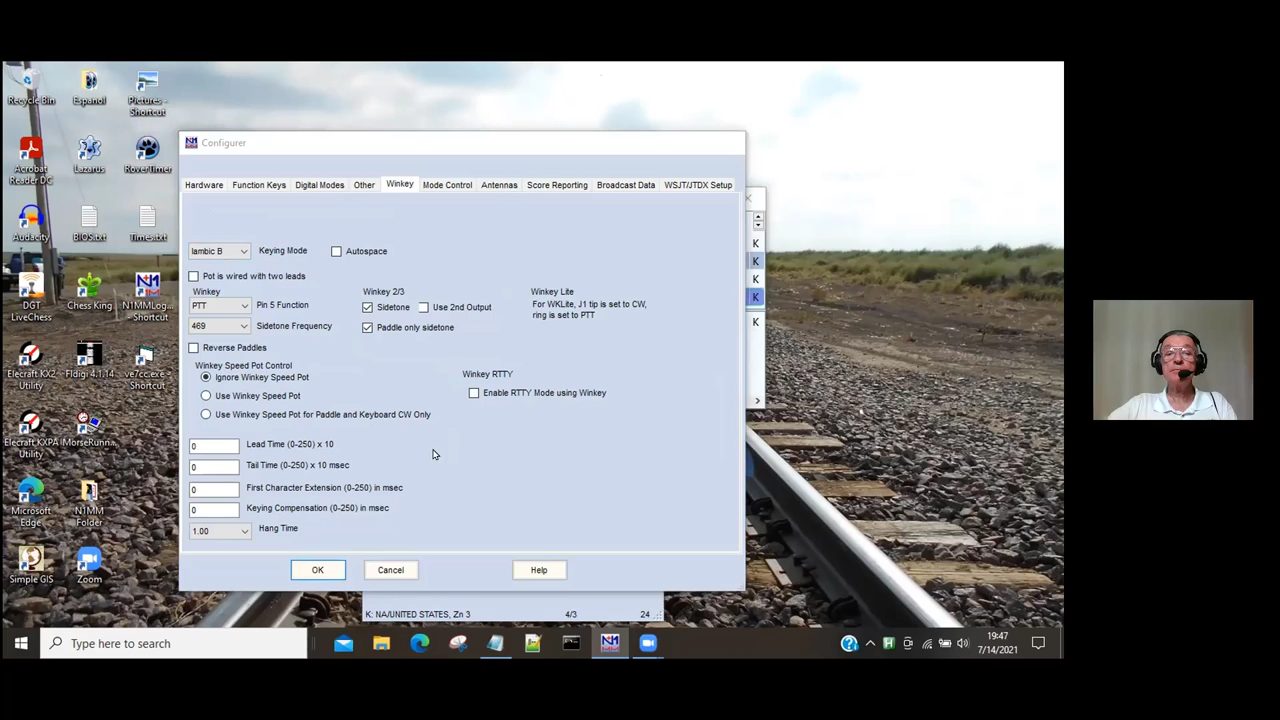 Recycle Bin
Espanol
Pictures -
Shortcut
Acrobat
Reader DC
Lazarus
RoverTimer
Audacity
BIOS.txt
Times.txt
DGT
LiveChess
Chess King
N1MMLog...
- Shortcut
Elecraft KX2
Utility
Fldigi 4.1.14
ve7cc.exe -
Shortcut
Elecraft KXPA
Utility
MorseRunn...
Microsoft
Edge
N1MM
Folder
Simple GIS
Zoom
Configurer
Hardware
Function Keys
Digital Modes
Other
Winkey
Mode Control
Antennas
Score Reporting
Broadcast Data
WSJT/JTDX Setup
Iambic B
Keying Mode
Autospace
Pot is wired with two leads
Winkey
PTT
Pin 5 Function
469
Sidetone Frequency
Winkey 2/3
Sidetone
Use 2nd Output
Paddle only sidetone
Winkey Lite
For WKLite, J1 tip is set to CW,
ring is set to PTT
Reverse Paddles
Winkey Speed Pot Control
Ignore Winkey Speed Pot
Use Winkey Speed Pot
Use Winkey Speed Pot for Paddle and Keyboard CW Only
Winkey RTTY
Enable RTTY Mode using Winkey
0
Lead Time (0-250) x 10
0
Tail Time (0-250) x 10 msec
0
First Character Extension (0-250) in msec
0
Keying Compensation (0-250) in msec
1.00
Hang Time
OK
Cancel
Help
K
K
K
K
K
K: NA/UNITED STATES, Zn 3
4/3
24
Type here to search
19:47
7/14/2021